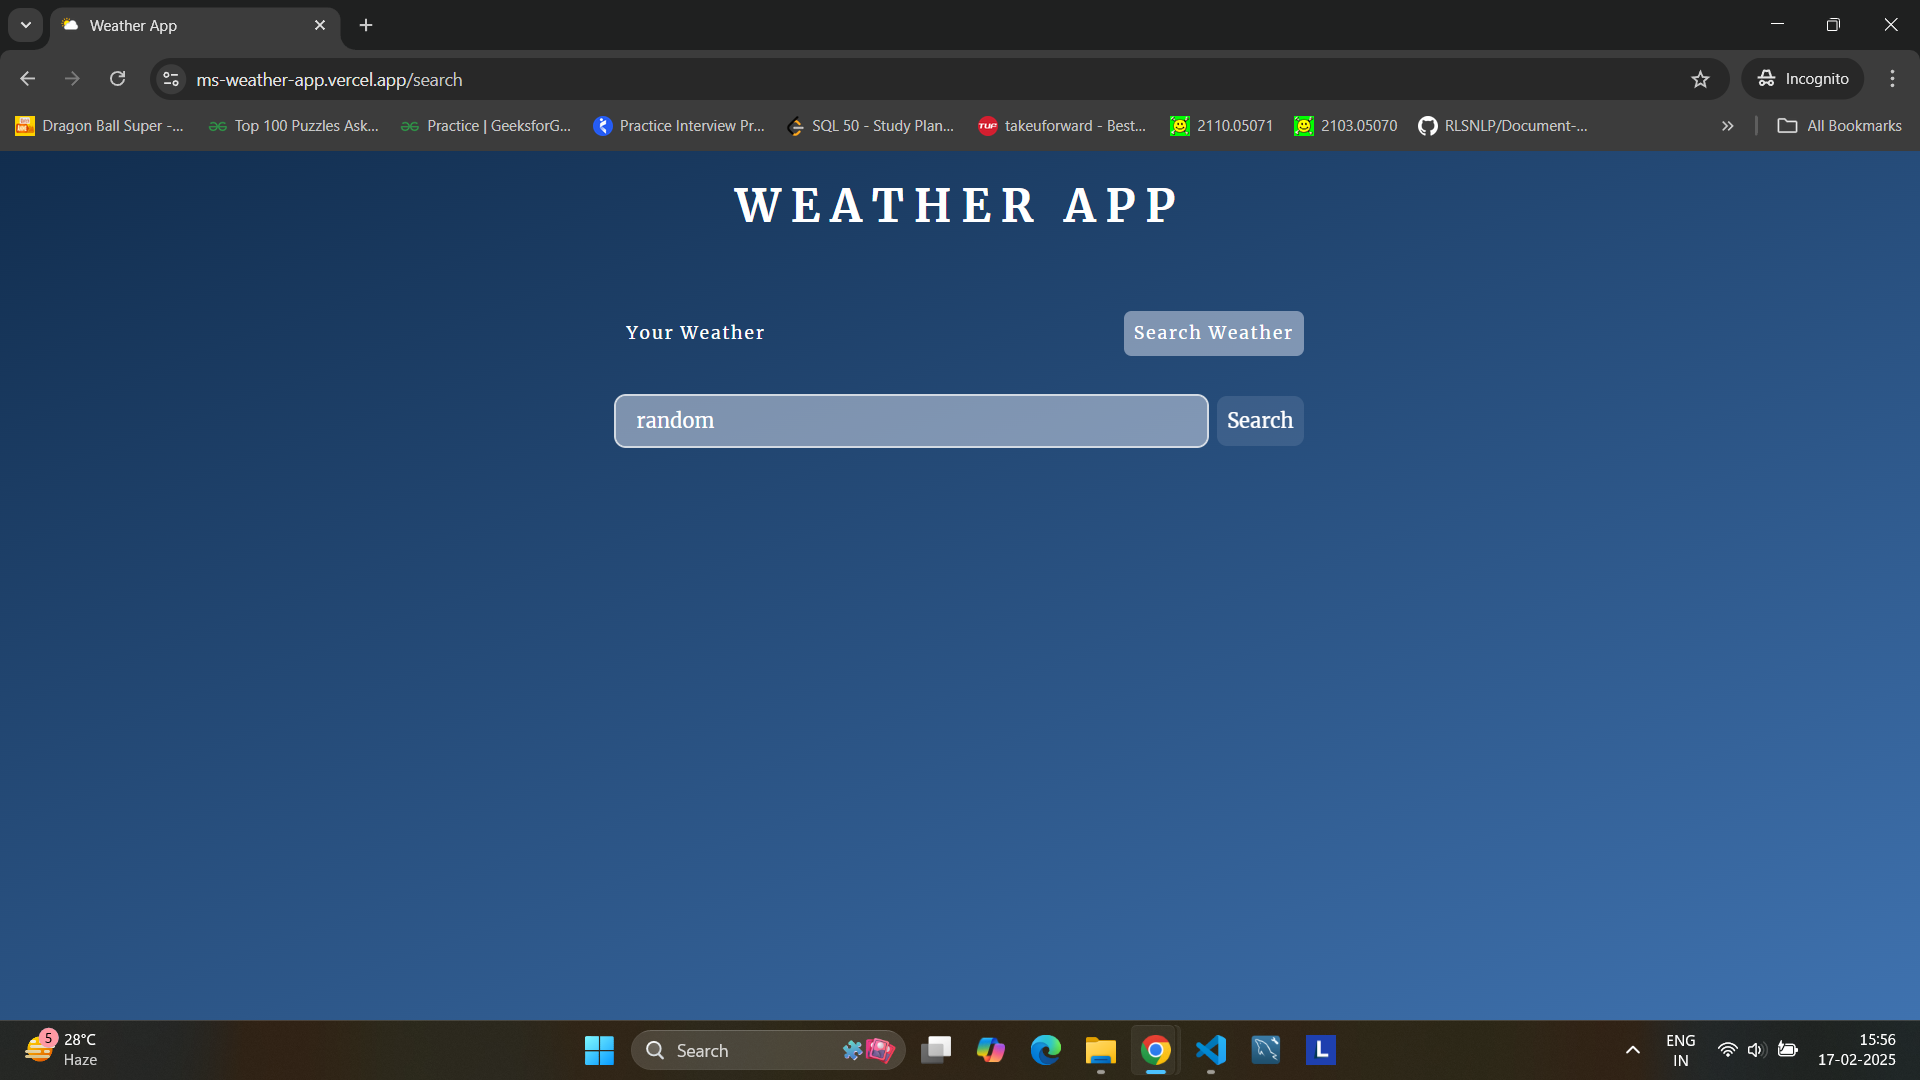 Weather App
ms-weather-app.vercel.app/search
Incognito
Dragon Ball Super -...
Top 100 Puzzles Ask...
Practice | GeeksforG...
Practice Interview Pr...
SQL 50 - Study Plan...
TUF takeuforward - Best...
2110.05071
2103.05070
RLSNLP/Document-...
All Bookmarks
WEATHER APP
Your Weather
Search Weather
random
Search
5
28°C
Haze
Search
L
ENG
IN
15:56
17-02-2025